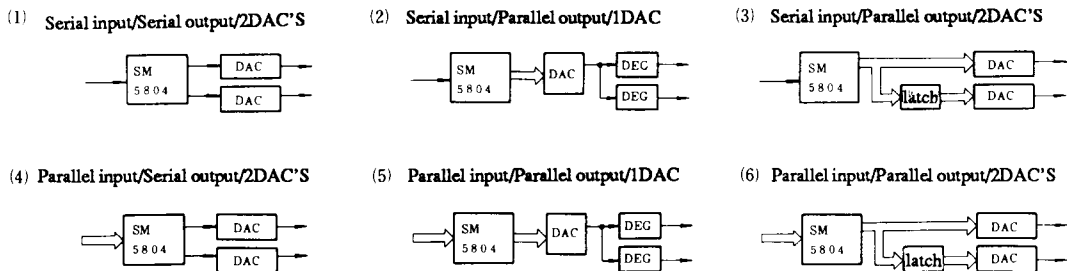 (1) Serial input/Serial output/2DAC'S
SM
5804
DAC
DAC
(2) Serial input/Parallel output/1DAC
SM
5804
DAC
DEG
DEG
(3) Serial input/Parallel output/2DAC'S
SM
5804
DAC
latch
DAC
(4) Parallel input/Serial output/2DAC'S
SM
5804
DAC
DAC
(5) Parallel input/Parallel output/1DAC
SM
5804
DAC
DEG
DEG
(6) Parallel input/Parallel output/2DAC'S
SM
5804
DAC
latch
DAC